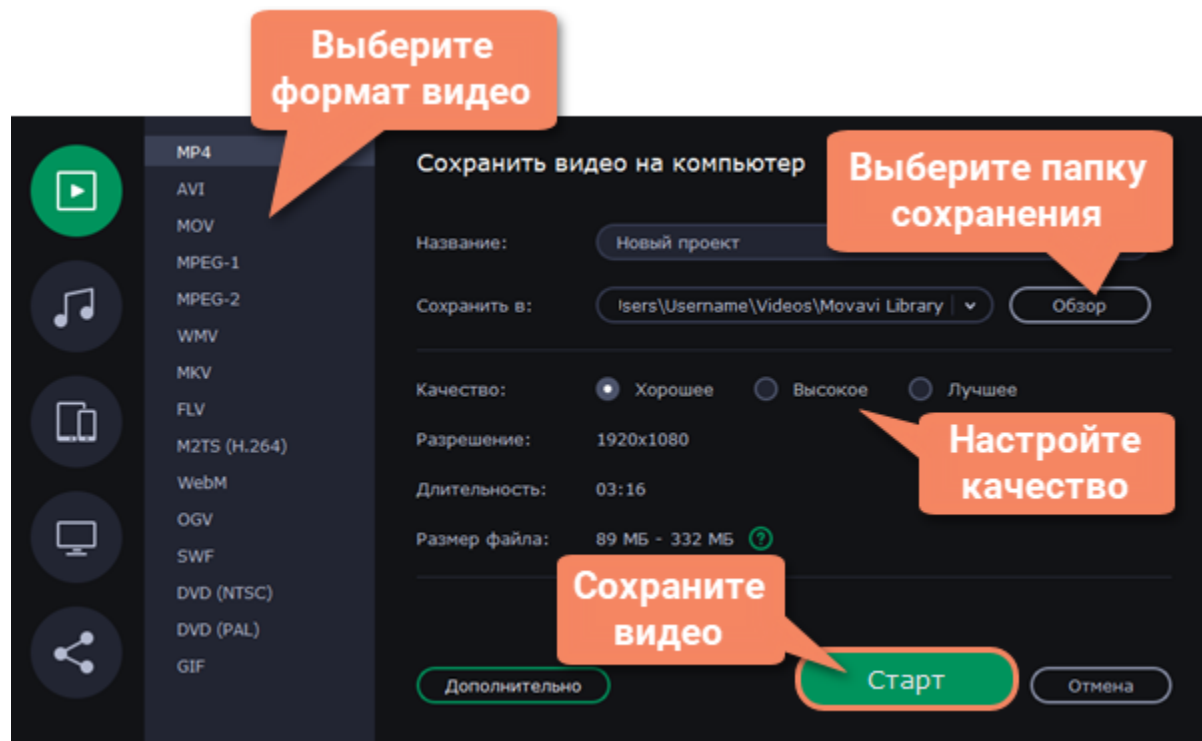 Выберите
формат видео
MP4
AVI
MOV
MPEG-1
MPEG-2
WMV
MKV
FLV
M2TS (H.264)
WebM
OGV
SWF
DVD (NTSC)
DVD (PAL)
GIF
Сохранить видео на компьютер
Выберите папку
сохранения
Название: Новый проект
Сохранить в: Isers\Username\Videos\Movavi Library Обзор
Качество: Хорошее Высокое Лучшее
Настройте
качество
Разрешение: 1920x1080
Длительность: 03:16
Размер файла: 89 МБ - 332 МБ ?
Сохраните
видео
Дополнительно Старт Отмена